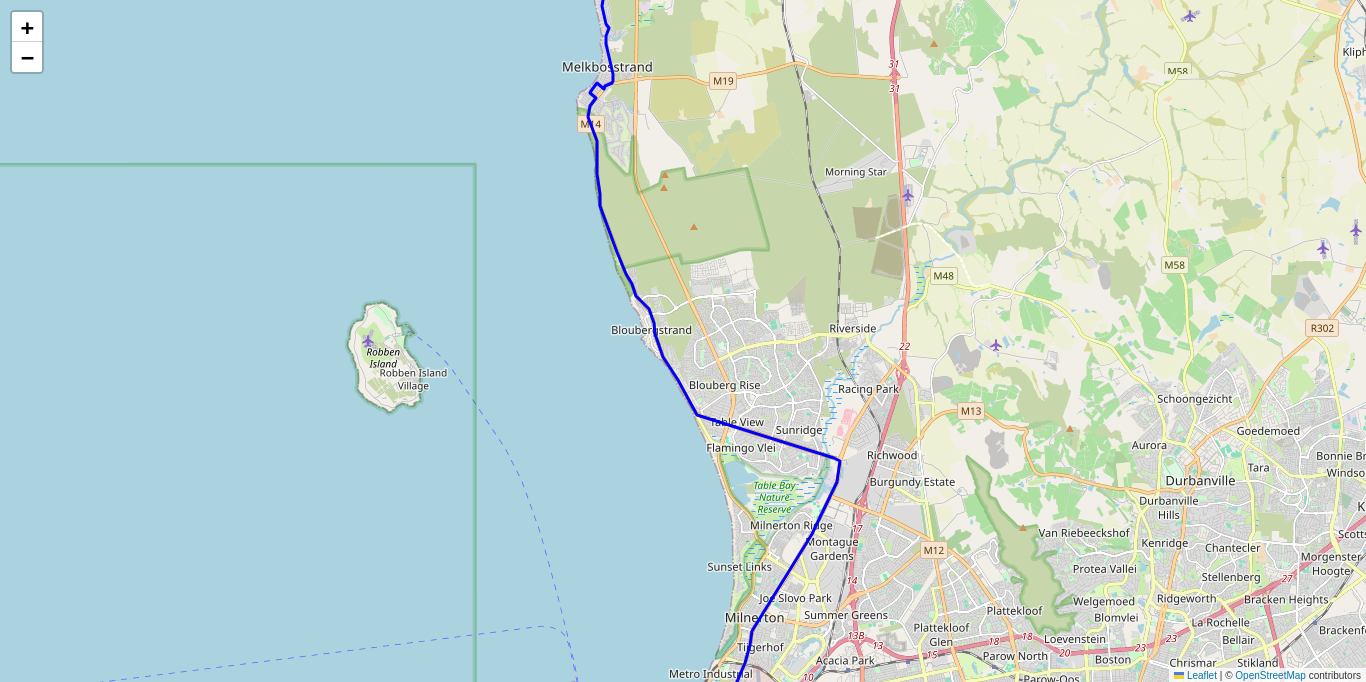 +
−
Melkbosstrand
M19
31
31
M58
M14
Morning Star
M58
M48
R302
Bloubergstrand
Riverside
22
Robben
Island
Robben Island
Village
Blouberg Rise
Racing Park
Schoongezicht
M13
Table View
Sunridge
Goedemoed
Flamingo Vlei
Aurora
Richwood
Bonnie Br
Tara
Windso
Table Bay
Nature
Reserve
Burgundy Estate
Durbanville
Durbanville
Hills
K
Milnerton Ridge
17
Van Riebeeckshof
Scotts
Montague
Gardens
M12
Kenridge
Chantecler
Morgenster
Hoogte
Sunset Links
Protea Vallei
Stellenberg
14
27
Joe Slovo Park
Welgemoed
Ridgeworth
Bracken Heights
Summer Greens
Plattekloof
Blomvlei
La Rochelle
Milnerton
Plattekloof
Glen
13B
18
18
Loevenstein
23
Bellair
Brackenfe
Tijgerhof
15
Parow North
20
Acacia Park
Boston
Chrismar
Stikland
Metro Industrial
10
Parow-Oos
Kliph
Leaflet | © OpenStreetMap contributors